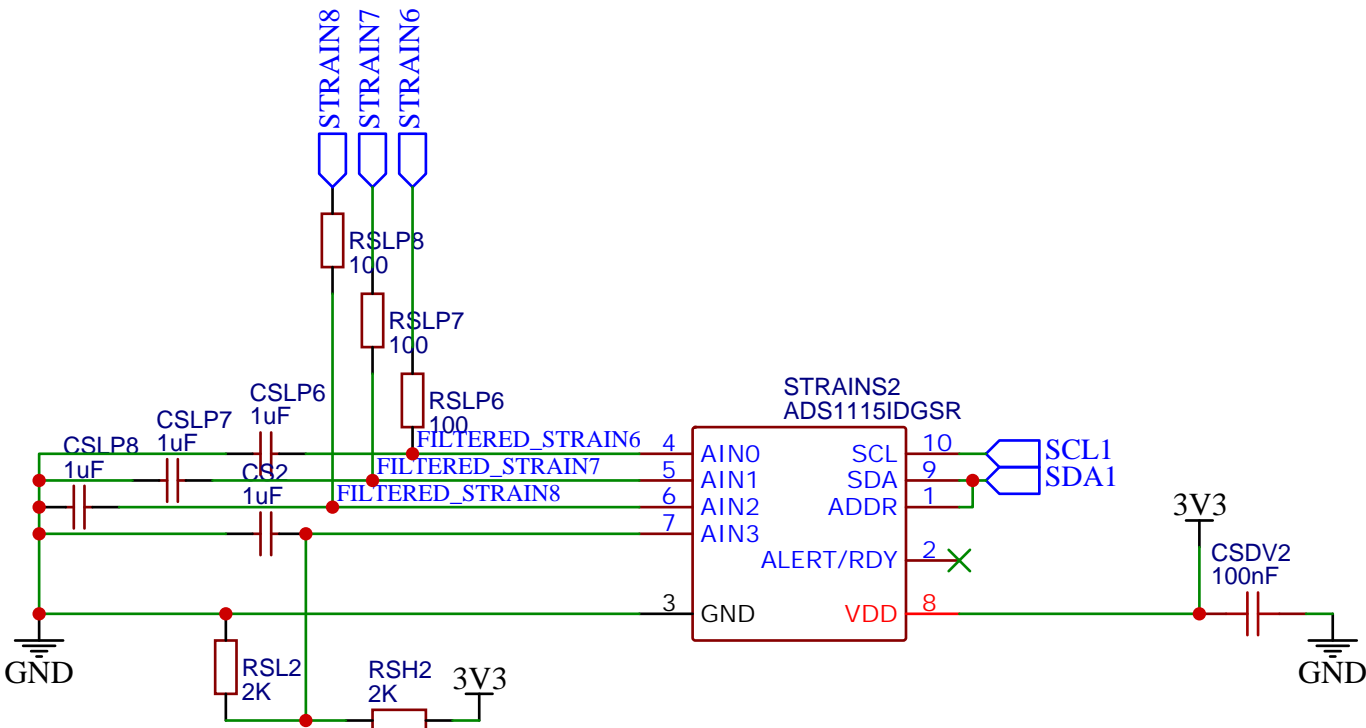 STRAIN8
STRAIN7
STRAIN6
RSLP8
100
RSLP7
100
RSLP6
100
CSLP6
1uF
CSLP7
1uF
CSLP8
1uF
CS2
1uF
FILTERED_STRAIN6
FILTERED_STRAIN7
FILTERED_STRAIN8
STRAINS2
ADS1115IDGSR
4 AIN0 SCL 10 SCL1
5 AIN1 SDA 9 SDA1
6 AIN2 ADDR 1
7 AIN3
ALERT/RDY 2
3 GND VDD 8
3V3
CSDV2
100nF
GND
GND
RSL2
2K
RSH2
2K
3V3